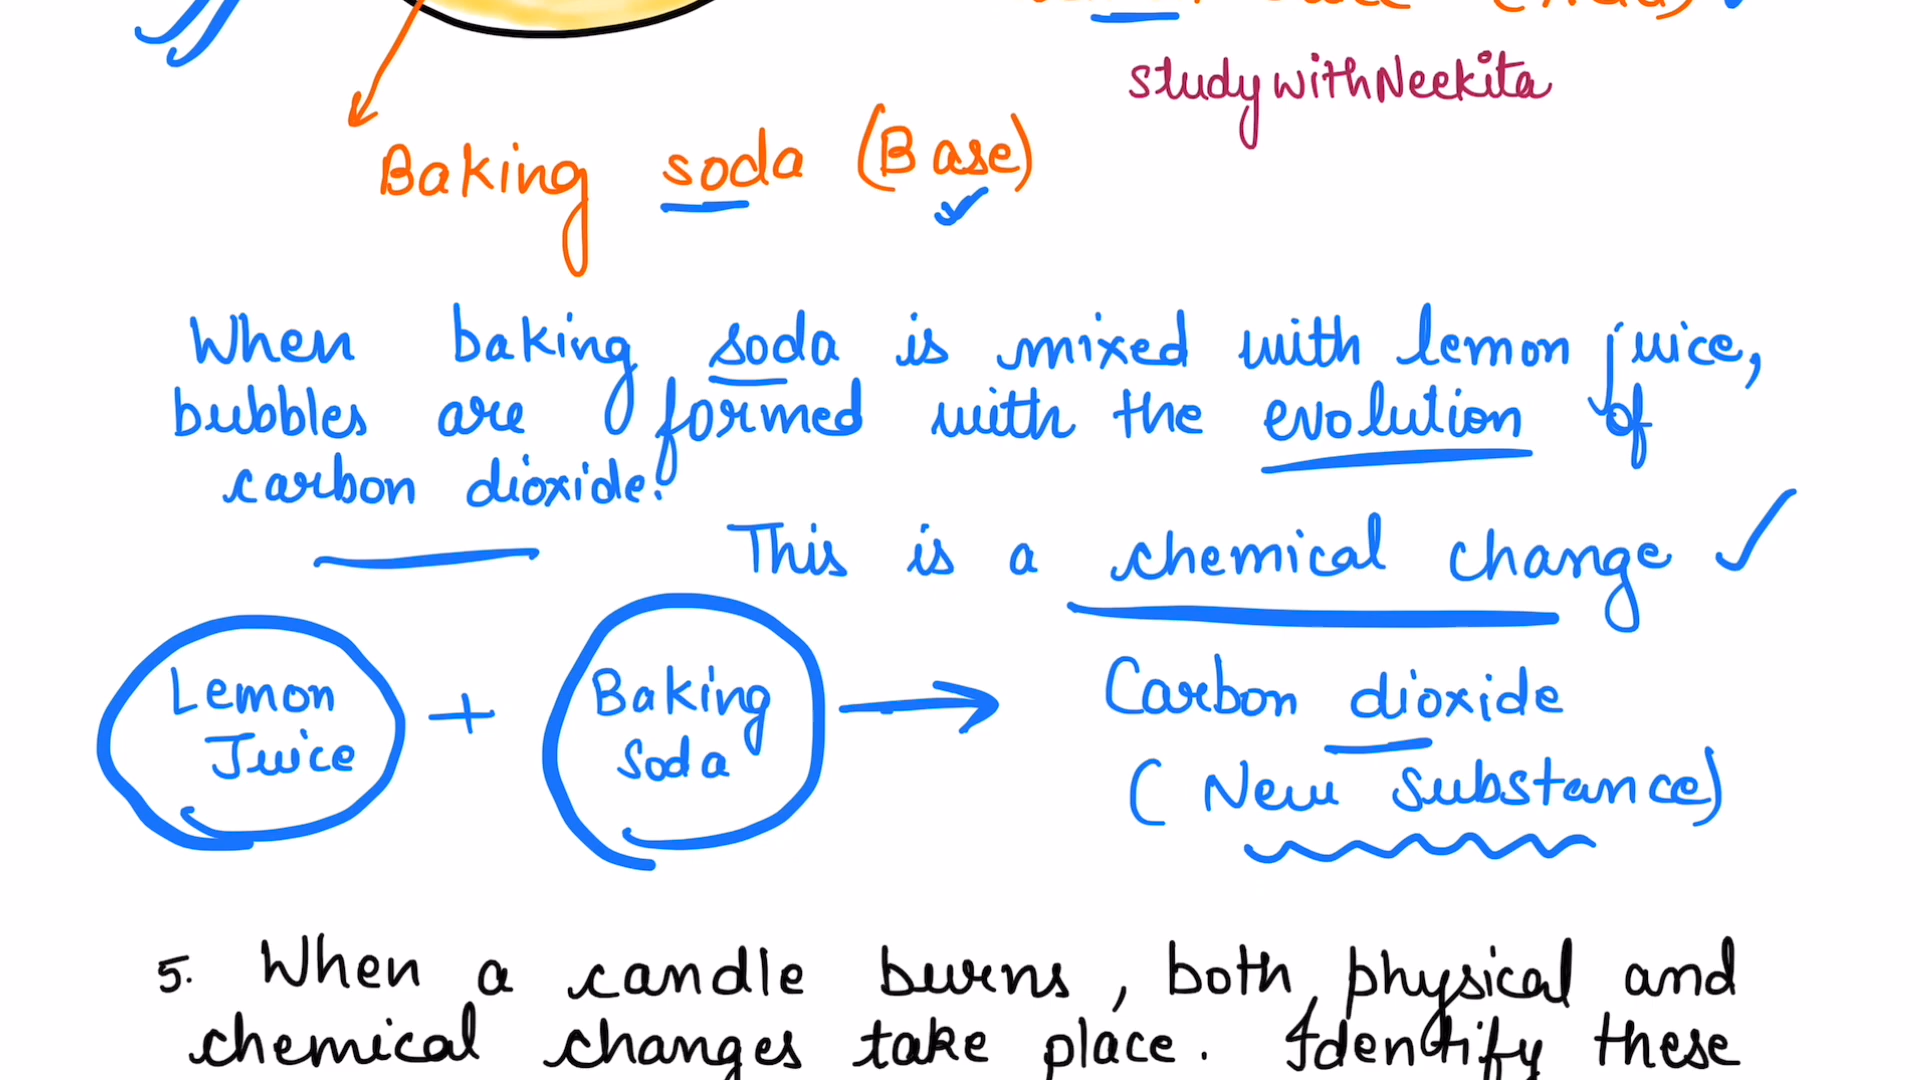 study withNeekita
Baking soda (Base)
When baking soda is mixed with lemon juice,
bubbles are formed with the evolution of
carbon dioxide.
This is a chemical change
Lemon
Juice
+
Baking
Soda
Carbon dioxide
(New Substance)
5. When a candle burns, both physical and
chemical changes take place. Identify these